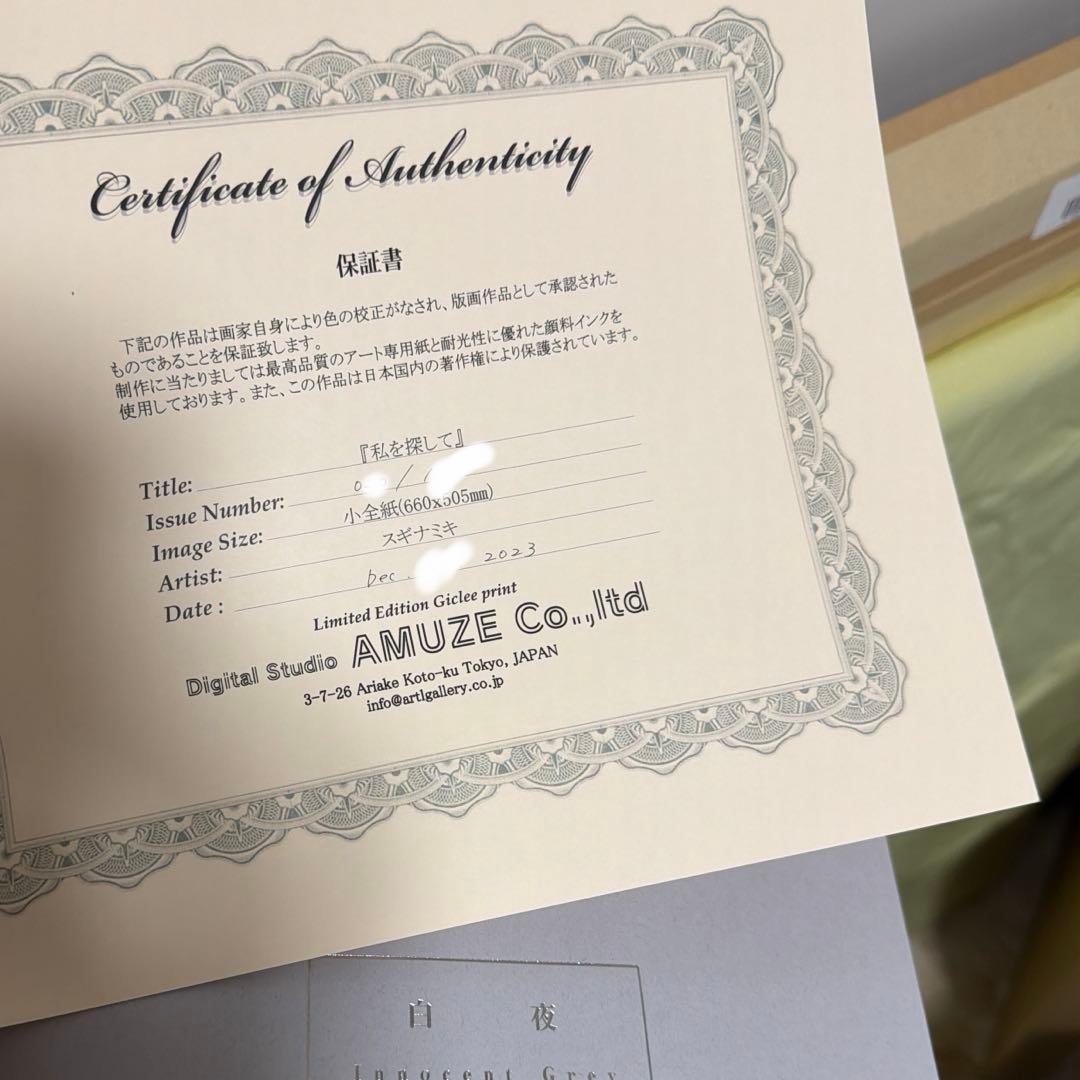 Certificate of Authenticity
保証書
下記の作品は画家自身により色の校正がなされ、版画作品として承認された
ものであることを保証致します。
制作に当たりましては最高品質のアート専用紙と耐光性に優れた顔料インクを
使用しております。また、この作品は日本国内の著作権により保護されています。
Title: 『私を探して』
Issue Number: 0 /
Image Size: 小全紙(660x505㎜)
Artist: スギナミキ
Date : Dec. 2023
Limited Edition Giclee print
Digital Studio AMUZE Co.,,ltd
3-7-26 Ariake Koto-ku Tokyo, JAPAN
info@artlgallery.co.jp
白夜
Innocent Grey